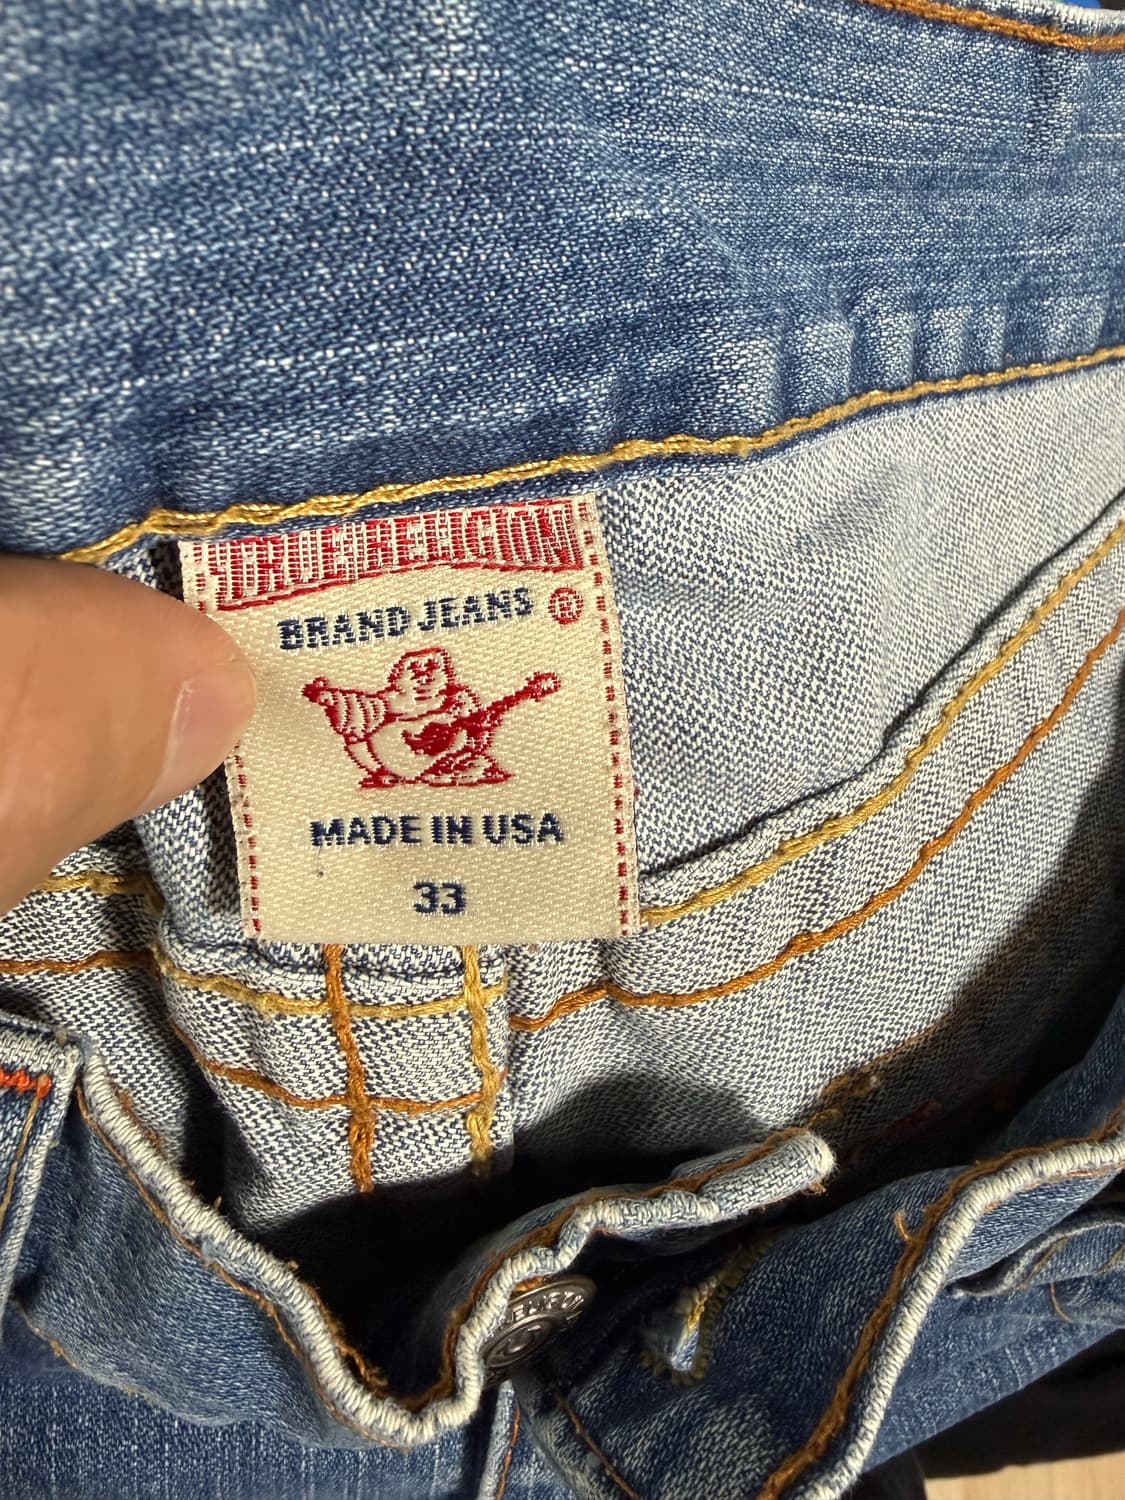 TRUE RELIGION
BRAND JEANS ®
MADE IN USA
33